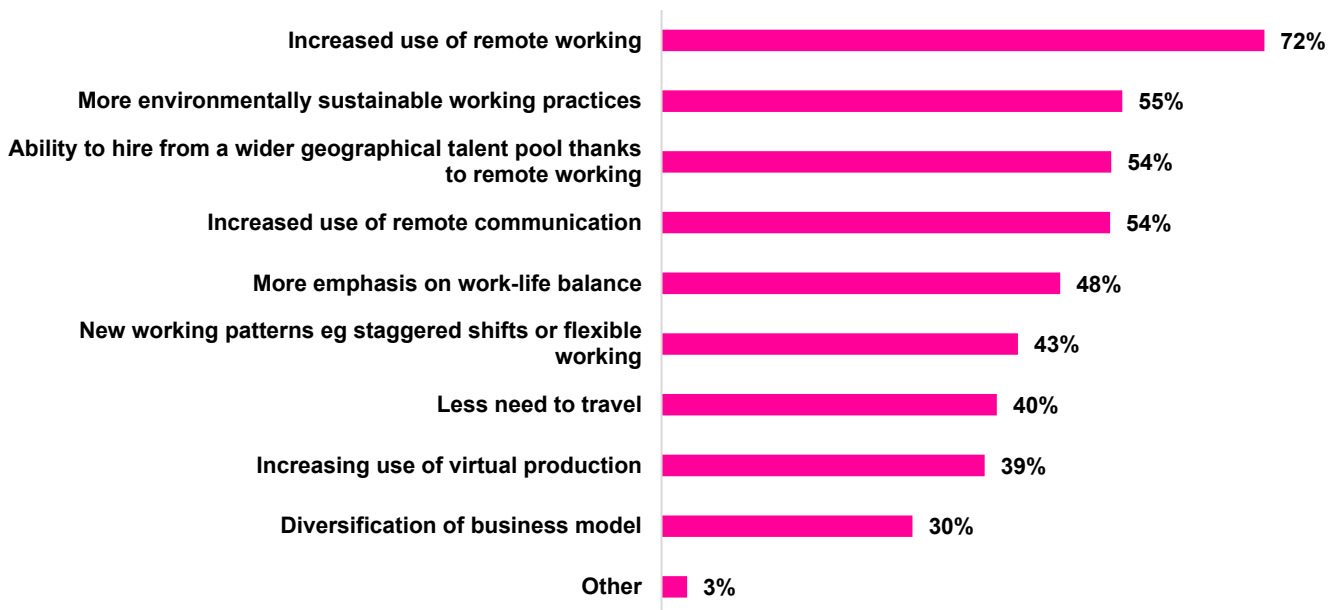 Increased use of remote working
72%
More environmentally sustainable working practices
55%
Ability to hire from a wider geographical talent pool thanks
to remote working
54%
Increased use of remote communication
54%
More emphasis on work-life balance
48%
New working patterns eg staggered shifts or flexible
working
43%
Less need to travel
40%
Increasing use of virtual production
39%
Diversification of business model
30%
Other
3%